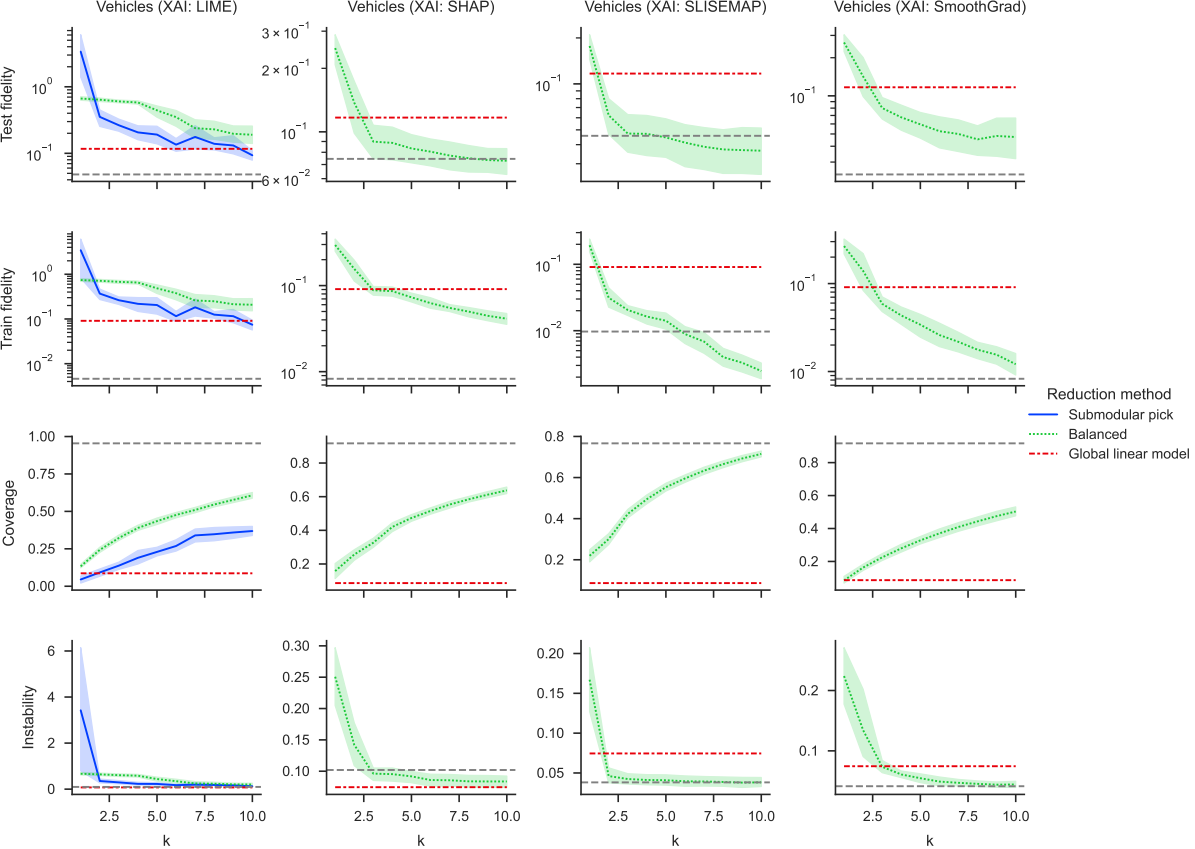 Vehicles (XAI: LIME)
Vehicles (XAI: SHAP)
Vehicles (XAI: SLISEMAP)
Vehicles (XAI: SmoothGrad)
Test fidelity
10⁰
10⁻¹
3 × 10⁻¹
2 × 10⁻¹
10⁻¹
6 × 10⁻²
10⁻¹
10⁻¹
Train fidelity
10⁰
10⁻¹
10⁻²
10⁻¹
10⁻²
10⁻¹
10⁻²
10⁻¹
10⁻²
Reduction method
Submodular pick
Balanced
Global linear model
Coverage
1.00
0.75
0.50
0.25
0.00
0.8
0.6
0.4
0.2
0.8
0.6
0.4
0.2
0.8
0.6
0.4
0.2
Instability
6
4
2
0
0.30
0.25
0.20
0.15
0.10
0.20
0.15
0.10
0.05
0.2
0.1
2.5 5.0 7.5 10.0
2.5 5.0 7.5 10.0
2.5 5.0 7.5 10.0
2.5 5.0 7.5 10.0
k
k
k
k